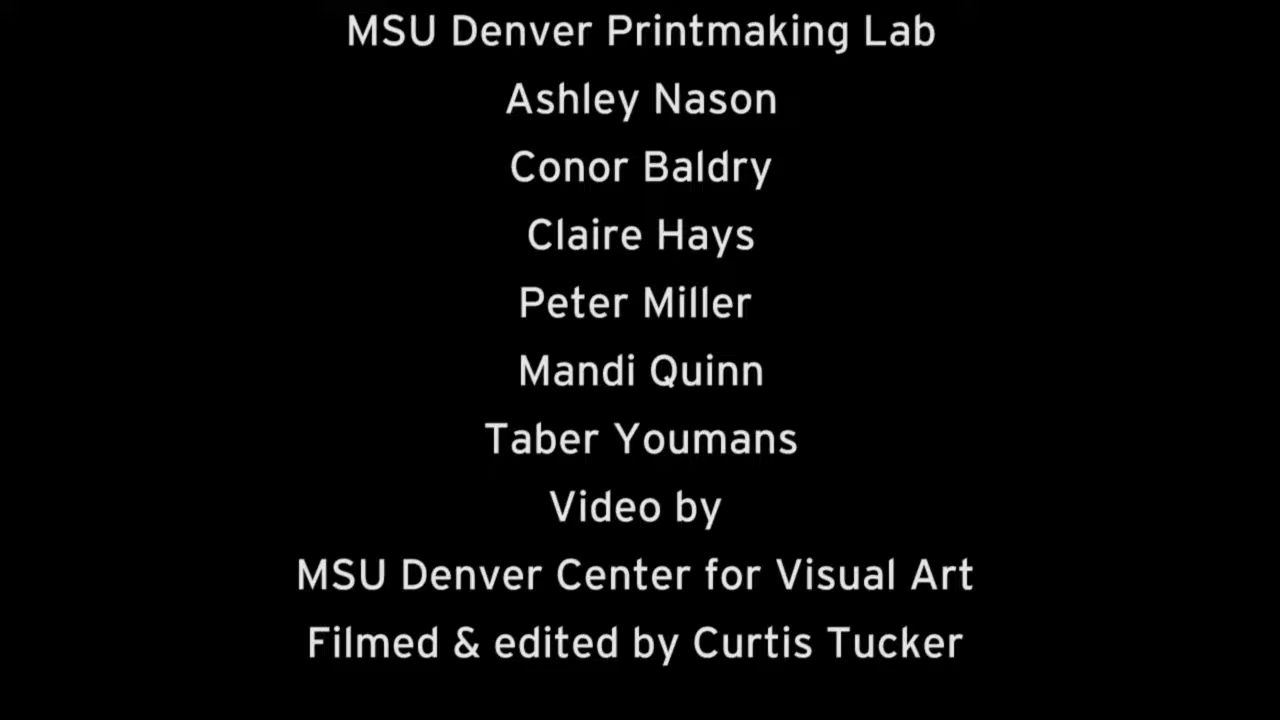 MSU Denver Printmaking Lab
Ashley Nason
Conor Baldry
Claire Hays
Peter Miller
Mandi Quinn
Taber Youmans
Video by
MSU Denver Center for Visual Art
Filmed & edited by Curtis Tucker